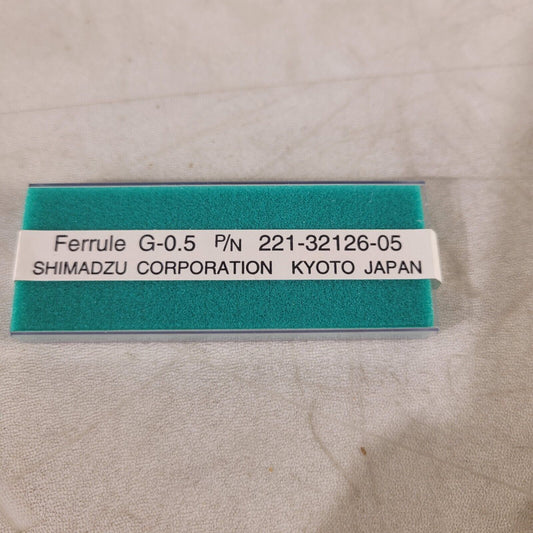 Ferrule G-0.5 P/N 221-32126-05
SHIMADZU CORPORATION KYOTO JAPAN